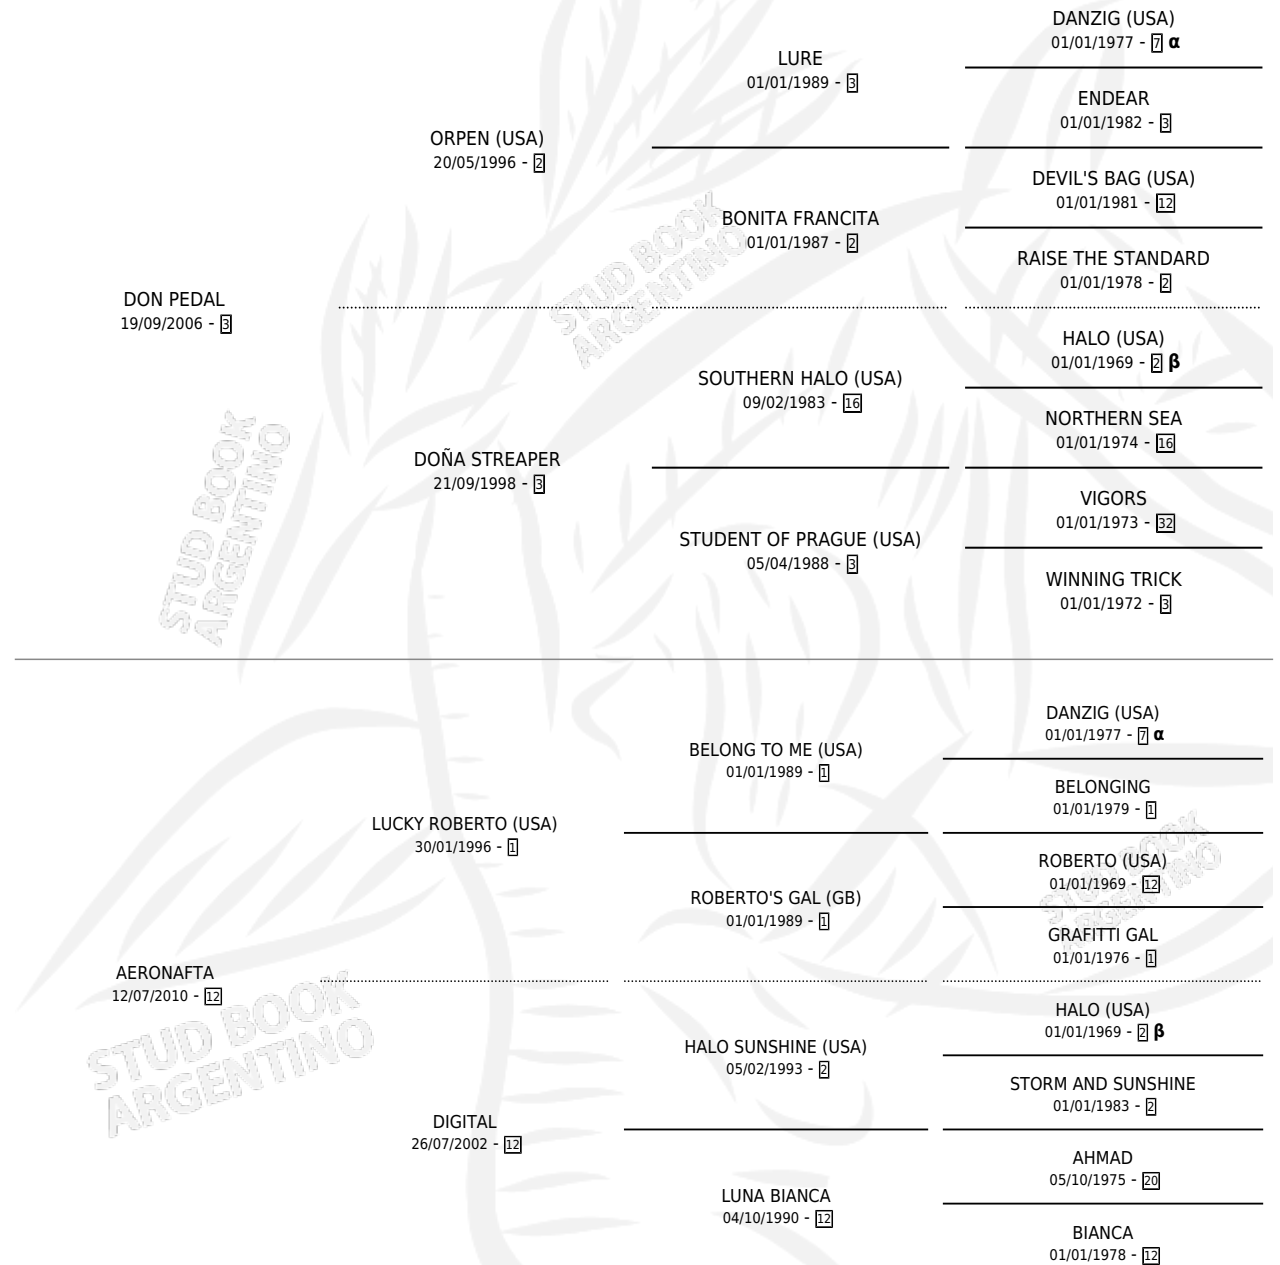 DANZIG (USA)
01/01/1977 - 7 α
LURE
01/01/1989 - 3
ENDEAR
01/01/1982 - 3
ORPEN (USA)
20/05/1996 - 2
DEVIL'S BAG (USA)
01/01/1981 - 12
BONITA FRANCITA
01/01/1987 - 2
RAISE THE STANDARD
01/01/1978 - 2
DON PEDAL
19/09/2006 - 3
HALO (USA)
01/01/1969 - 2 β
SOUTHERN HALO (USA)
09/02/1983 - 16
NORTHERN SEA
01/01/1974 - 16
DOÑA STREAPER
21/09/1998 - 3
VIGORS
01/01/1973 - 32
STUDENT OF PRAGUE (USA)
05/04/1988 - 3
WINNING TRICK
01/01/1972 - 3
STUD BOOK
ARGENTINO
STUD BOOK
ARGENTINO
DANZIG (USA)
01/01/1977 - 7 α
BELONG TO ME (USA)
01/01/1989 - 1
BELONGING
01/01/1979 - 1
LUCKY ROBERTO (USA)
30/01/1996 - 1
ROBERTO (USA)
01/01/1969 - 12
ROBERTO'S GAL (GB)
01/01/1989 - 1
GRAFITTI GAL
01/01/1976 - 1
AERONAFTA
12/07/2010 - 12
HALO (USA)
01/01/1969 - 2 β
HALO SUNSHINE (USA)
05/02/1993 - 2
STORM AND SUNSHINE
01/01/1983 - 2
DIGITAL
26/07/2002 - 12
AHMAD
05/10/1975 - 20
LUNA BIANCA
04/10/1990 - 12
BIANCA
01/01/1978 - 12
STUD BOOK
ARGENTINO
STUD BOOK
ARGENTINO